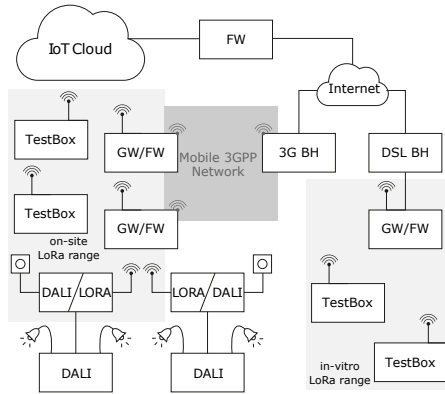 IoT Cloud
FW
Internet
TestBox
GW/FW
Mobile 3GPP
Network
3G BH
DSL BH
TestBox
GW/FW
GW/FW
on-site
LoRa range
DALI/LORA
LORA/DALI
TestBox
DALI
DALI
in-vitro
LoRa range
TestBox